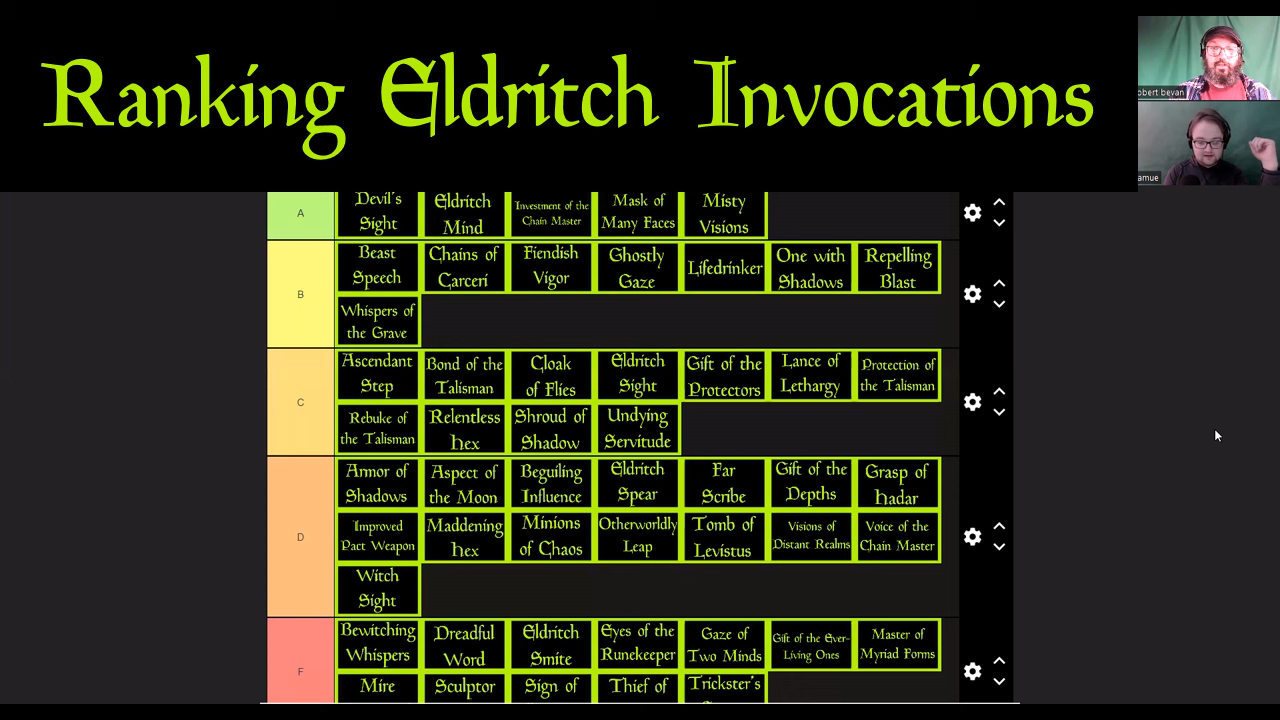 Ranking Eldritch Invocations
obert bevan
amue
A
Devil's
Sight
Eldritch
Mind
Investment of the
Chain Master
Mask of
Many Faces
Misty
Visions
B
Beast
Speech
Chains of
Carceri
Fiendish
Vigor
Ghostly
Gaze
Lifedrinker
One with
Shadows
Repelling
Blast
Whispers of
the Grave
C
Ascendant
Step
Bond of the
Talisman
Cloak
of Flies
Eldritch
Sight
Gift of the
Protectors
Lance of
Lethargy
Protection of
the Talisman
Rebuke of
the Talisman
Relentless
Hex
Shroud of
Shadow
Undying
Servitude
D
Armor of
Shadows
Aspect of
the Moon
Beguiling
Influence
Eldritch
Spear
Far
Scribe
Gift of the
Depths
Grasp of
Hadar
Improved
Pact Weapon
Maddening
Hex
Minions
of Chaos
Otherworldly
Leap
Tomb of
Levistus
Visions of
Distant Realms
Voice of the
Chain Master
Witch
Sight
F
Bewitching
Whispers
Dreadful
Word
Eldritch
Smite
Eyes of the
Runekeeper
Gaze of
Two Minds
Gift of the Ever-
Living Ones
Master of
Myriad Forms
Mire
Sculptor
Sign of
Thief of
Trickster's